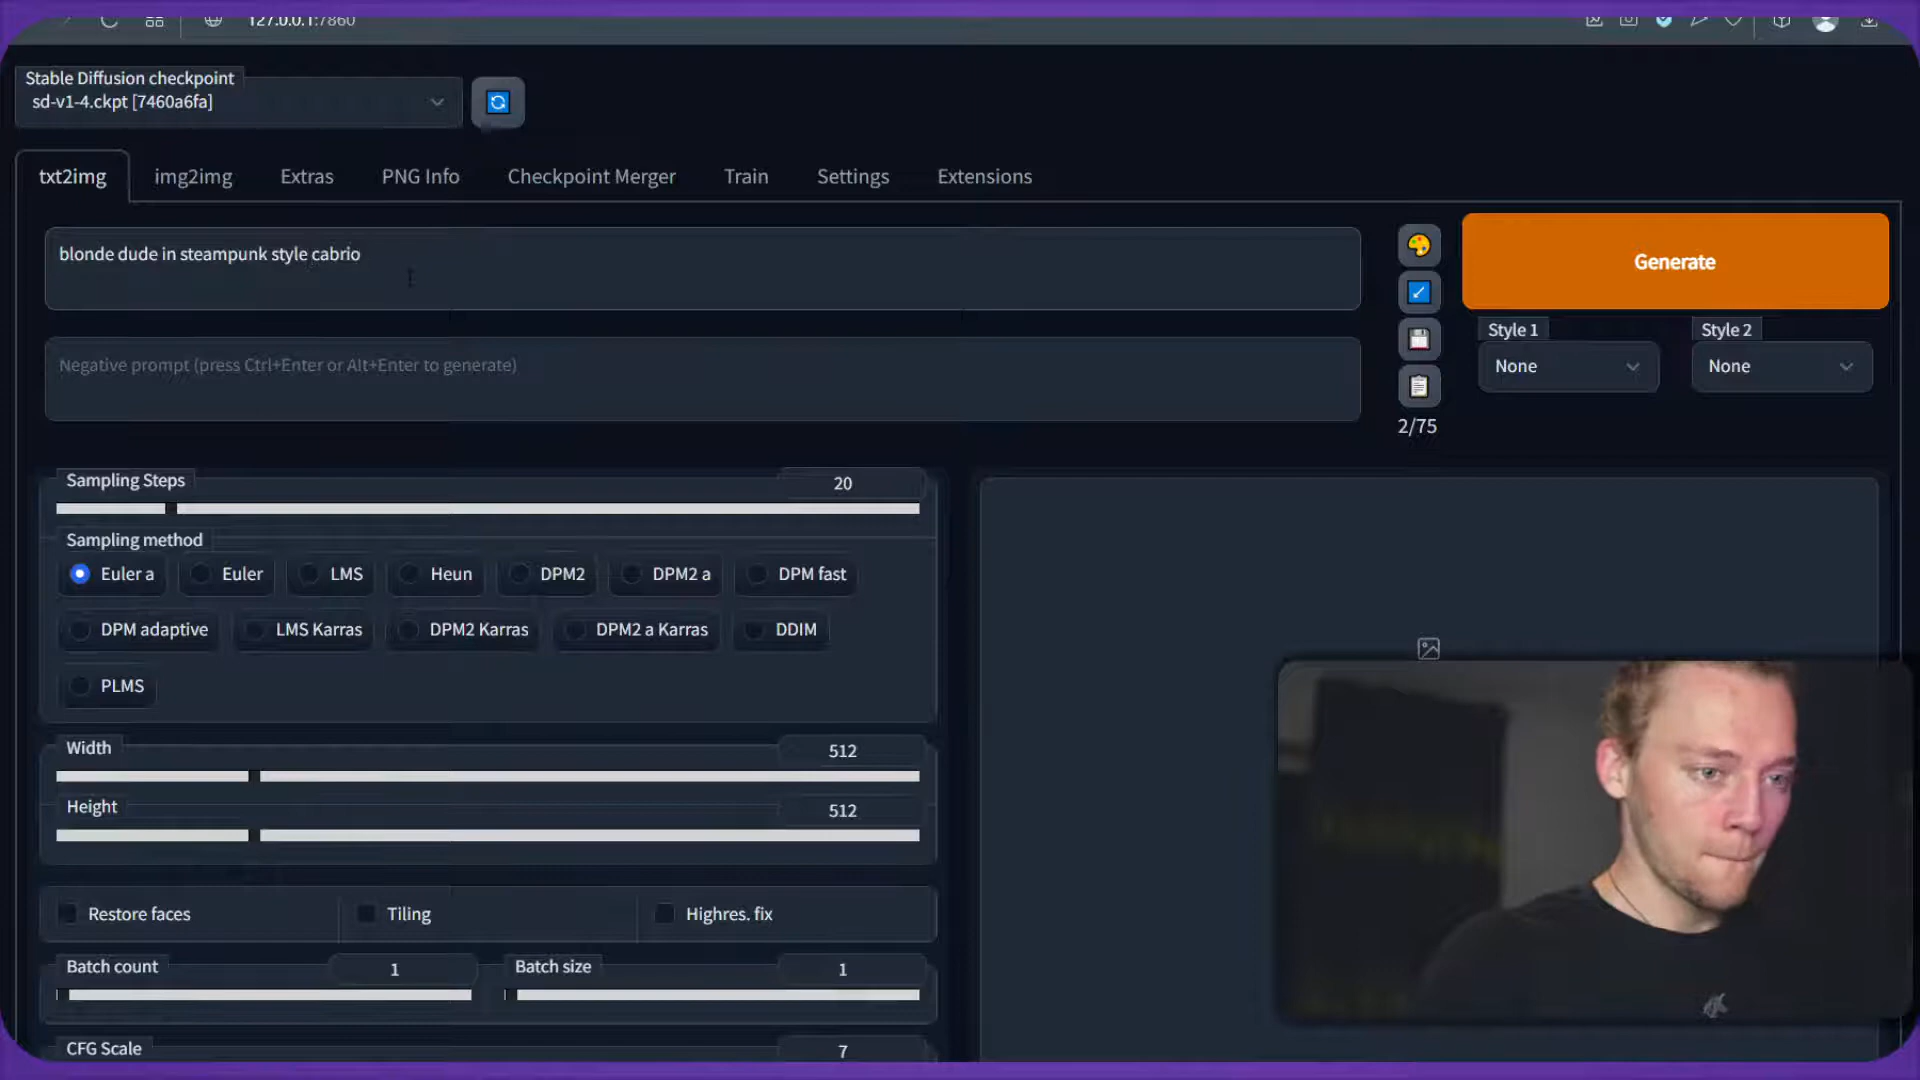 127.0.0.1:7860
Stable Diffusion checkpoint
sd-v1-4.ckpt [7460a6fa]
txt2img
img2img
Extras
PNG Info
Checkpoint Merger
Train
Settings
Extensions
blonde dude in steampunk style cabrio
Generate
Style 1
Style 2
None
None
Negative prompt (press Ctrl+Enter or Alt+Enter to generate)
2/75
Sampling Steps
20
Sampling method
Euler a
Euler
LMS
Heun
DPM2
DPM2 a
DPM fast
DPM adaptive
LMS Karras
DPM2 Karras
DPM2 a Karras
DDIM
PLMS
Width
512
Height
512
Restore faces
Tiling
Highres. fix
Batch count
1
Batch size
1
CFG Scale
7